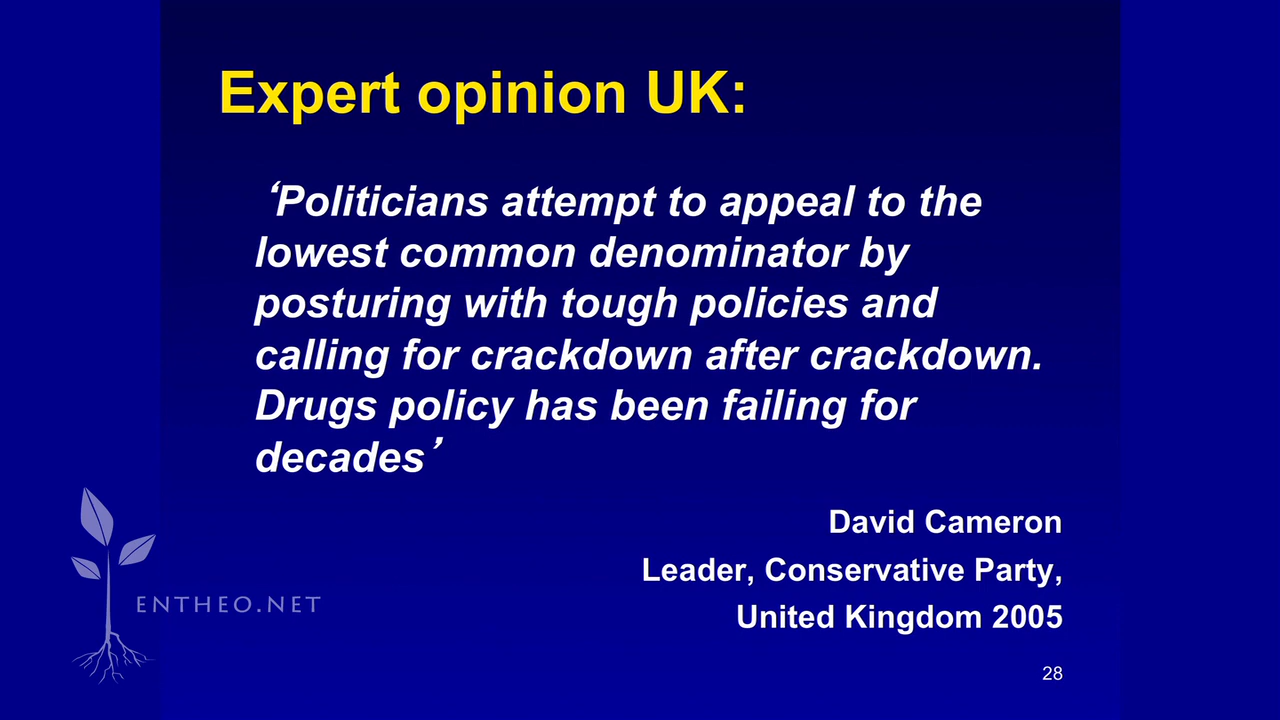 Expert opinion UK:
‘Politicians attempt to appeal to the
lowest common denominator by
posturing with tough policies and
calling for crackdown after crackdown.
Drugs policy has been failing for
decades’
David Cameron
Leader, Conservative Party,
United Kingdom 2005
ENTHEO.NET
28